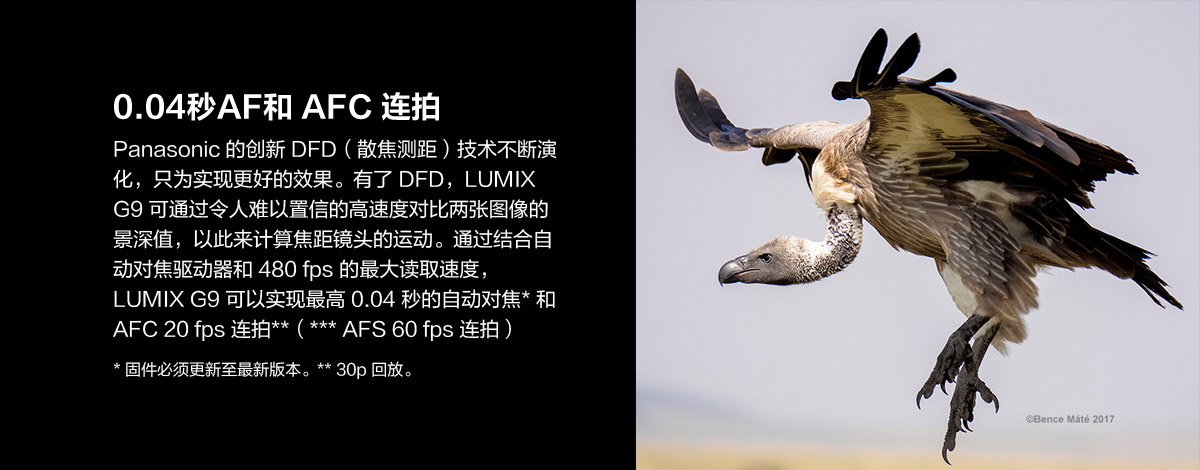 0.04秒AF和 AFC 连拍
Panasonic 的创新 DFD（散焦测距）技术不断演
化，只为实现更好的效果。有了 DFD，LUMIX
G9 可通过令人难以置信的高速度对比两张图像的
景深值，以此来计算焦距镜头的运动。通过结合自
动对焦驱动器和 480 fps 的最大读取速度，
LUMIX G9 可以实现最高 0.04 秒的自动对焦* 和
AFC 20 fps 连拍**（*** AFS 60 fps 连拍）
* 固件必须更新至最新版本。** 30p 回放。
©Bence Máté 2017